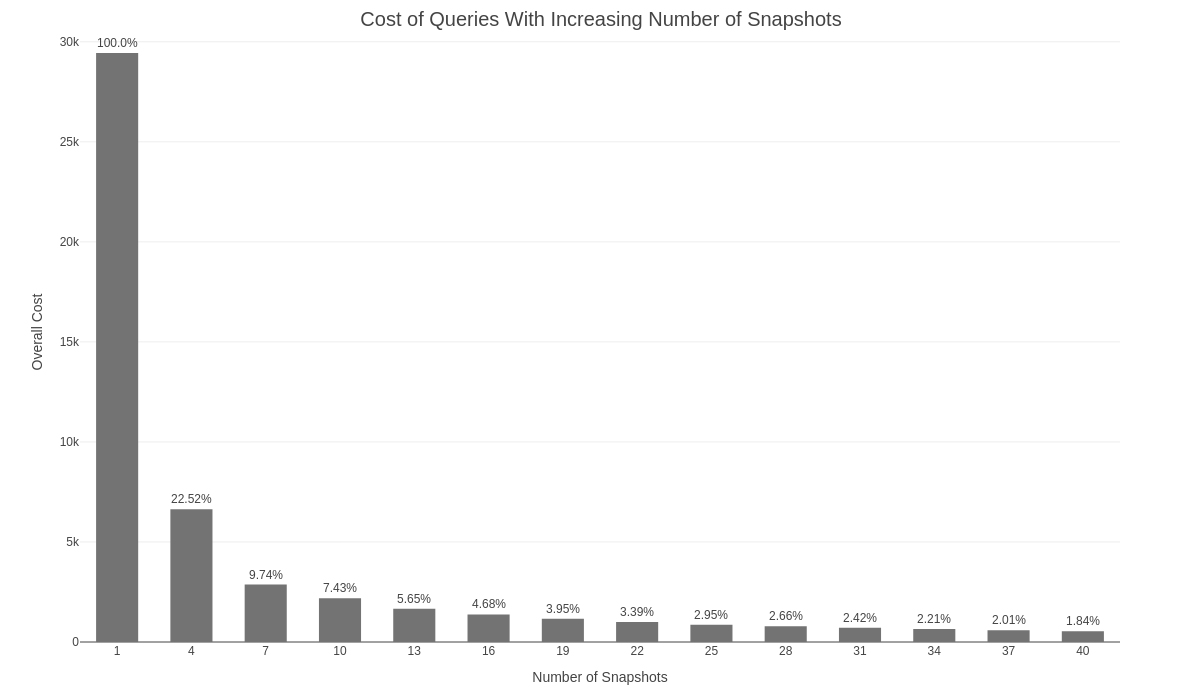 Cost of Queries With Increasing Number of Snapshots
30k
25k
20k
15k
10k
5k
0
Overall Cost
100.0%
22.52%
9.74%
7.43%
5.65%
4.68%
3.95%
3.39%
2.95%
2.66%
2.42%
2.21%
2.01%
1.84%
1 4 7 10 13 16 19 22 25 28 31 34 37 40
Number of Snapshots